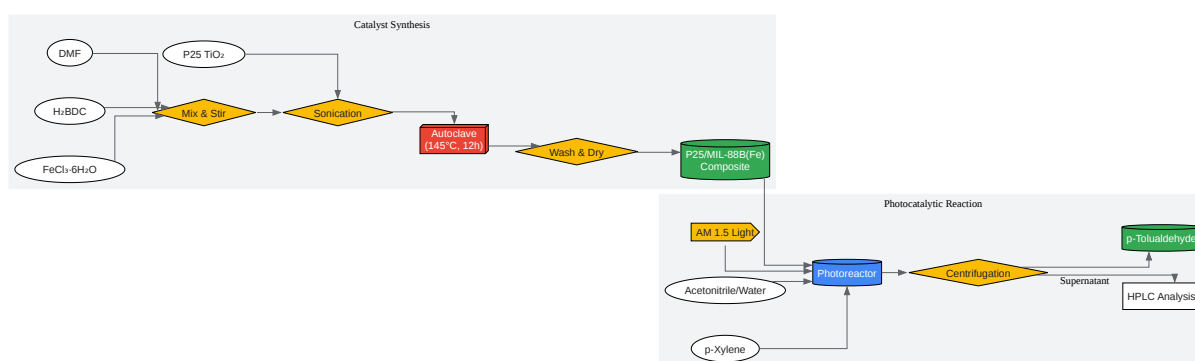 Catalyst Synthesis
DMF
P25 TiO₂
H₂BDC
Mix & Stir
Sonication
Autoclave
(145°C, 12h)
Wash & Dry
P25/MIL-88B(Fe)
Composite
FeCl₃·6H₂O
Photocatalytic Reaction
AM 1.5 Light
p-Tolualdehyde
Photoreactor
Centrifugation
Supernatant
Acetonitrile/Water
HPLC Analysis
p-Xylene